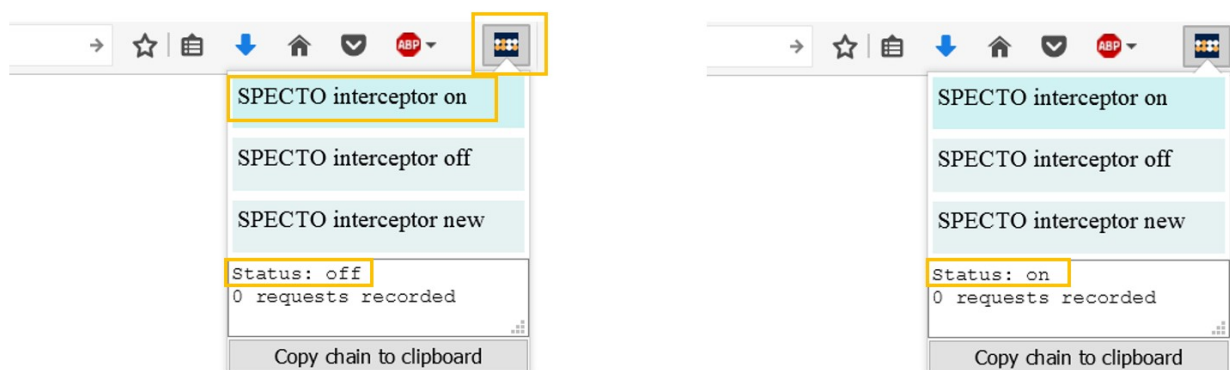 ABP
SPECTO interceptor on
SPECTO interceptor off
SPECTO interceptor new
Status: off
0 requests recorded
Copy chain to clipboard
ABP
SPECTO interceptor on
SPECTO interceptor off
SPECTO interceptor new
Status: on
0 requests recorded
Copy chain to clipboard